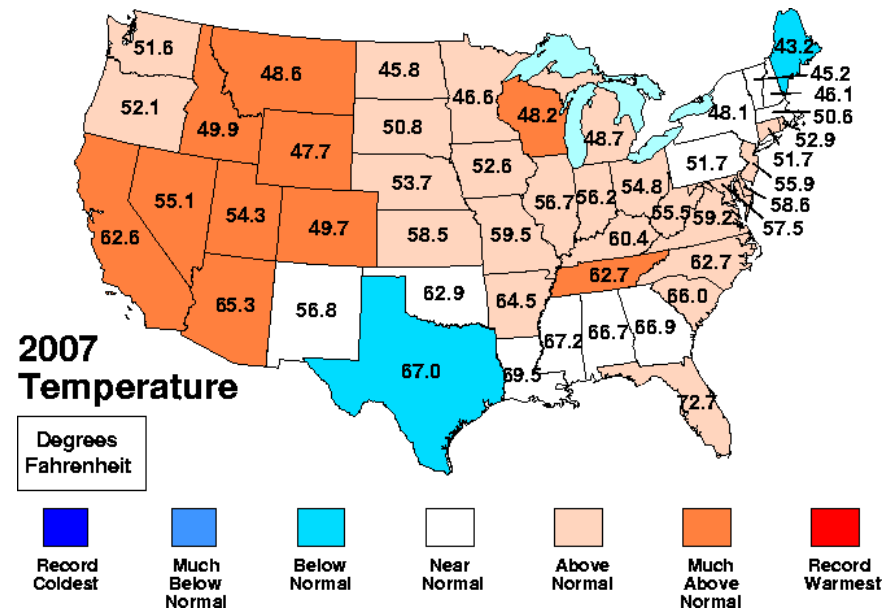 43.2
51.6
48.6
45.8
45.2
46.6
46.1
52.1
48.2
48.1
50.6
49.9
50.8
48.7
52.9
47.7
51.7
51.7
52.6
55.9
53.7
54.8
55.1
54.3
56.7
56.2
58.6
55.5
59.2
49.7
57.5
58.5
59.5
60.4
62.6
62.7
62.7
65.3
56.8
62.9
64.5
66.0
67.2
66.7
66.9
2007
Temperature
67.0
69.5
72.7
Degrees
Fahrenheit
Record
Coldest
Much
Below
Normal
Below
Normal
Near
Normal
Above
Normal
Much
Above
Normal
Record
Warmest